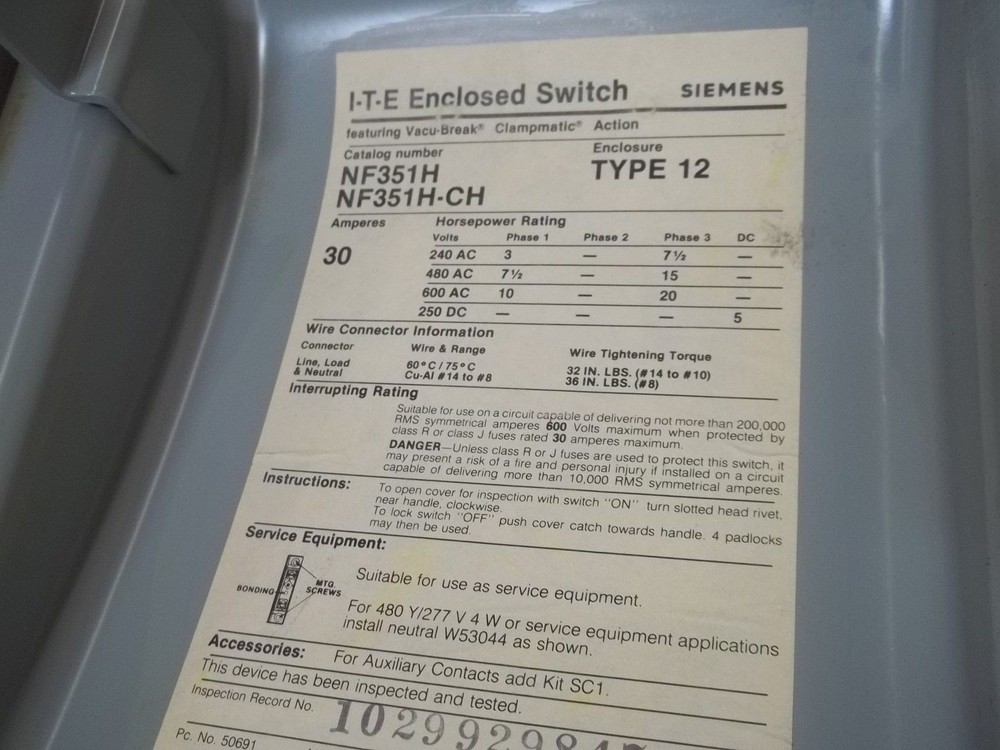 I-T-E Enclosed Switch SIEMENS
featuring Vacu-Break® Clampmatic® Action
Catalog number Enclosure
NF351H TYPE 12
NF351H-CH
Amperes Horsepower Rating
Volts Phase 1 Phase 2 Phase 3 DC
30 240 AC 3 — 7½ —
480 AC 7½ — 15 —
600 AC 10 — 20 —
250 DC — — — 5
Wire Connector Information
Connector Wire & Range Wire Tightening Torque
Line, Load 60°C/75°C 32 IN. LBS. (#14 to #10)
& Neutral Cu-Al #14 to #8 36 IN. LBS. (#8)
Interrupting Rating
Suitable for use on a circuit capable of delivering not more than 200,000
RMS symmetrical amperes 600 Volts maximum when protected by
class R or class J fuses rated 30 amperes maximum.
DANGER—Unless class R or J fuses are used to protect this switch, it
may present a risk of a fire and personal injury if installed on a circuit
capable of delivering more than 10,000 RMS symmetrical amperes.
Instructions: To open cover for inspection with switch "ON" turn slotted head rivet,
near handle, clockwise.
To lock switch "OFF" push cover catch towards handle. 4 padlocks
may then be used.
Service Equipment:
BONDING MTG. SCREWS
Suitable for use as service equipment.
For 480 Y/277 V 4 W or service equipment applications
install neutral W53044 as shown.
Accessories: For Auxiliary Contacts add Kit SC1.
This device has been inspected and tested.
Inspection Record No. 1029929
Pc. No. 50691